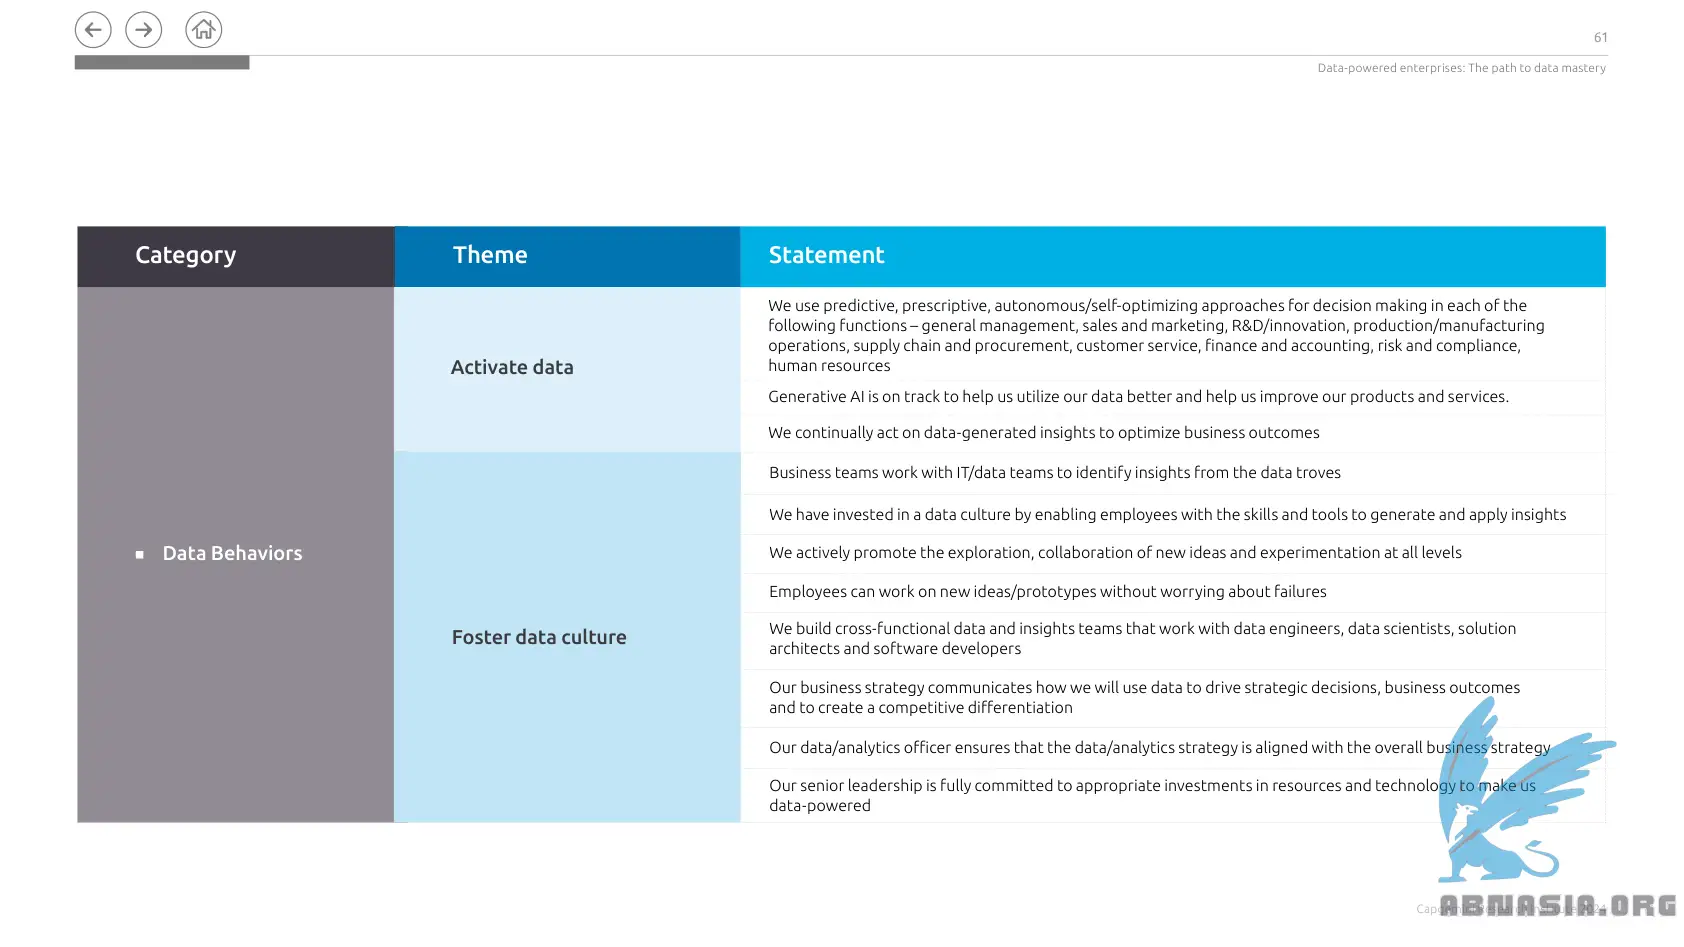 61
Data-powered enterprises: The path to data mastery
Category
Theme
Statement
Data Behaviors
Activate data
We use predictive, prescriptive, autonomous/self-optimizing approaches for decision making in each of the
following functions – general management, sales and marketing, R&D/innovation, production/manufacturing
operations, supply chain and procurement, customer service, finance and accounting, risk and compliance,
human resources
Generative AI is on track to help us utilize our data better and help us improve our products and services.
We continually act on data-generated insights to optimize business outcomes
Foster data culture
Business teams work with IT/data teams to identify insights from the data troves
We have invested in a data culture by enabling employees with the skills and tools to generate and apply insights
We actively promote the exploration, collaboration of new ideas and experimentation at all levels
Employees can work on new ideas/prototypes without worrying about failures
We build cross-functional data and insights teams that work with data engineers, data scientists, solution
architects and software developers
Our business strategy communicates how we will use data to drive strategic decisions, business outcomes
and to create a competitive differentiation
Our data/analytics officer ensures that the data/analytics strategy is aligned with the overall business strategy
Our senior leadership is fully committed to appropriate investments in resources and technology to make us
data-powered
ABNASIA.ORG